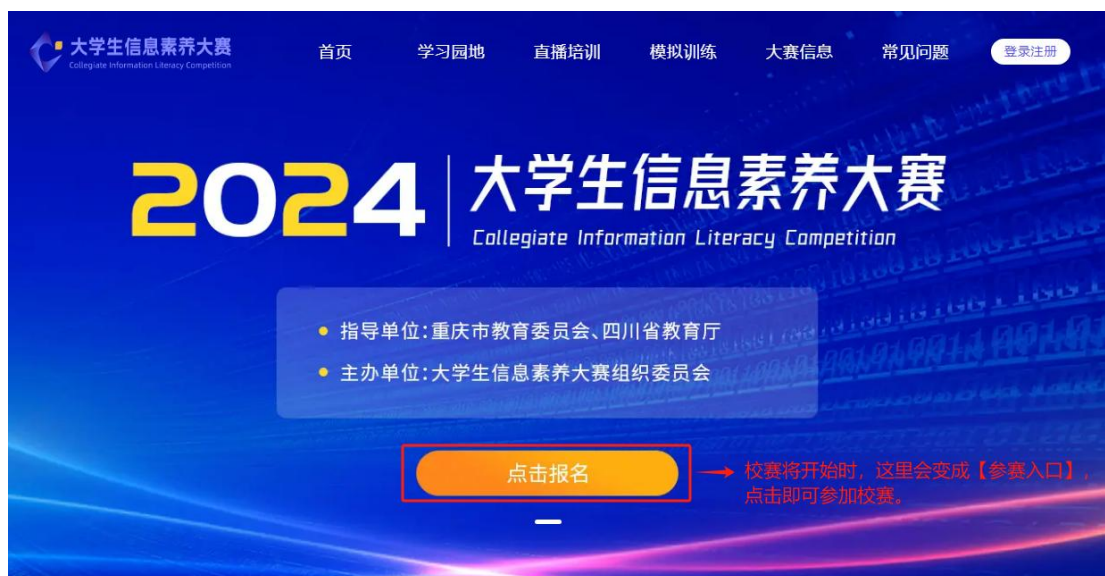 大学生信息素养大赛
Collegiate Information Literacy Competition
首页 学习园地 直播培训 模拟训练 大赛信息 常见问题 登录注册
2024 大学生信息素养大赛
Collegiate Information Literacy Competition
指导单位:重庆市教育委员会、四川省教育厅
主办单位:大学生信息素养大赛组织委员会
点击报名
校赛将开始时，这里会变成【参赛入口】，
点击即可参加校赛。